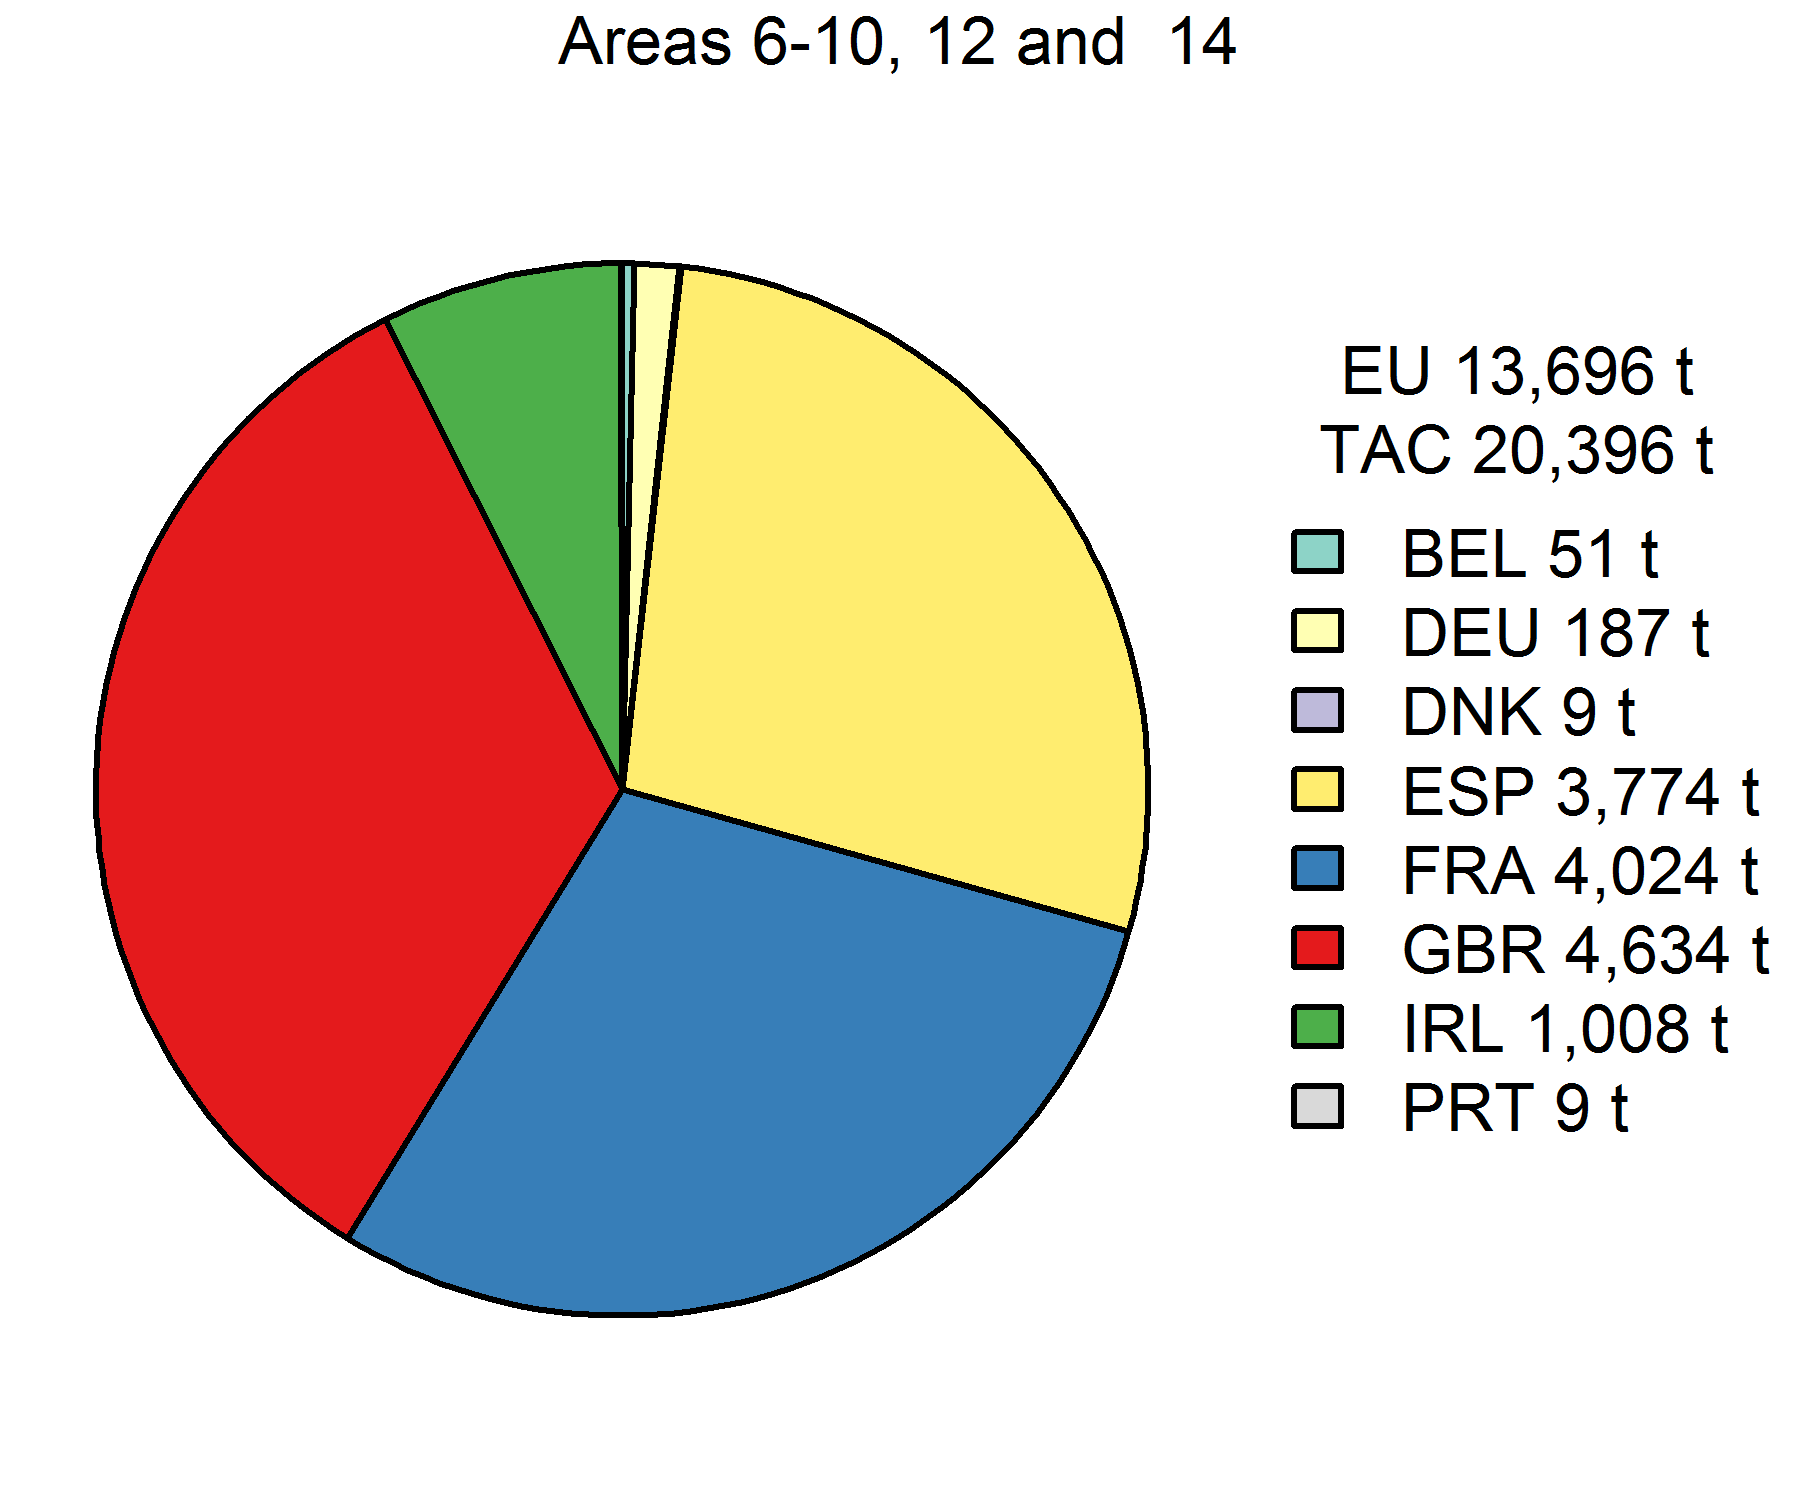 Areas 6-10, 12 and  14
EU 13,696 t
TAC 20,396 t
BEL 51 t
DEU 187 t
DNK 9 t
ESP 3,774 t
FRA 4,024 t
GBR 4,634 t
IRL 1,008 t
PRT 9 t